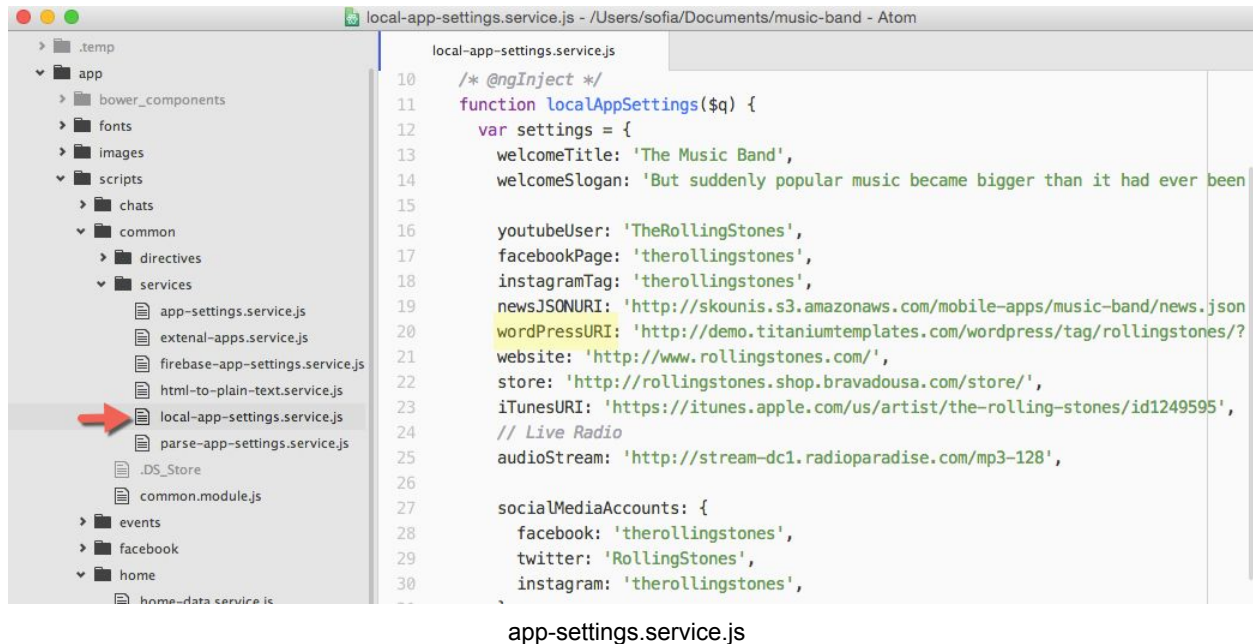 local-app-settings.service.js - /Users/sofia/Documents/music-band - Atom
.temp
app
bower_components
fonts
images
scripts
chats
common
directives
services
app-settings.service.js
extenal-apps.service.js
firebase-app-settings.service.js
html-to-plain-text.service.js
local-app-settings.service.js
parse-app-settings.service.js
.DS_Store
common.module.js
events
facebook
home
home-data.service.js
local-app-settings.service.js
10 /* @ngInject */
11 function localAppSettings($q) {
12 var settings = {
13 welcomeTitle: 'The Music Band',
14 welcomeSlogan: 'But suddenly popular music became bigger than it had ever been
15
16 youtubeUser: 'TheRollingStones',
17 facebookPage: 'therollingstones',
18 instagramTag: 'therollingstones',
19 newsJSONURI: 'http://skounis.s3.amazonaws.com/mobile-apps/music-band/news.json
20 wordPressURI: 'http://demo.titaniumtemplates.com/wordpress/tag/rollingstones/?
21 website: 'http://www.rollingstones.com/',
22 store: 'http://rollingstones.shop.bravadousa.com/store/',
23 iTunesURI: 'https://itunes.apple.com/us/artist/the-rolling-stones/id1249595',
24 // Live Radio
25 audioStream: 'http://stream-dc1.radioparadise.com/mp3-128',
26
27 socialMediaAccounts: {
28 facebook: 'therollingstones',
29 twitter: 'RollingStones',
30 instagram: 'therollingstones',
app-settings.service.js